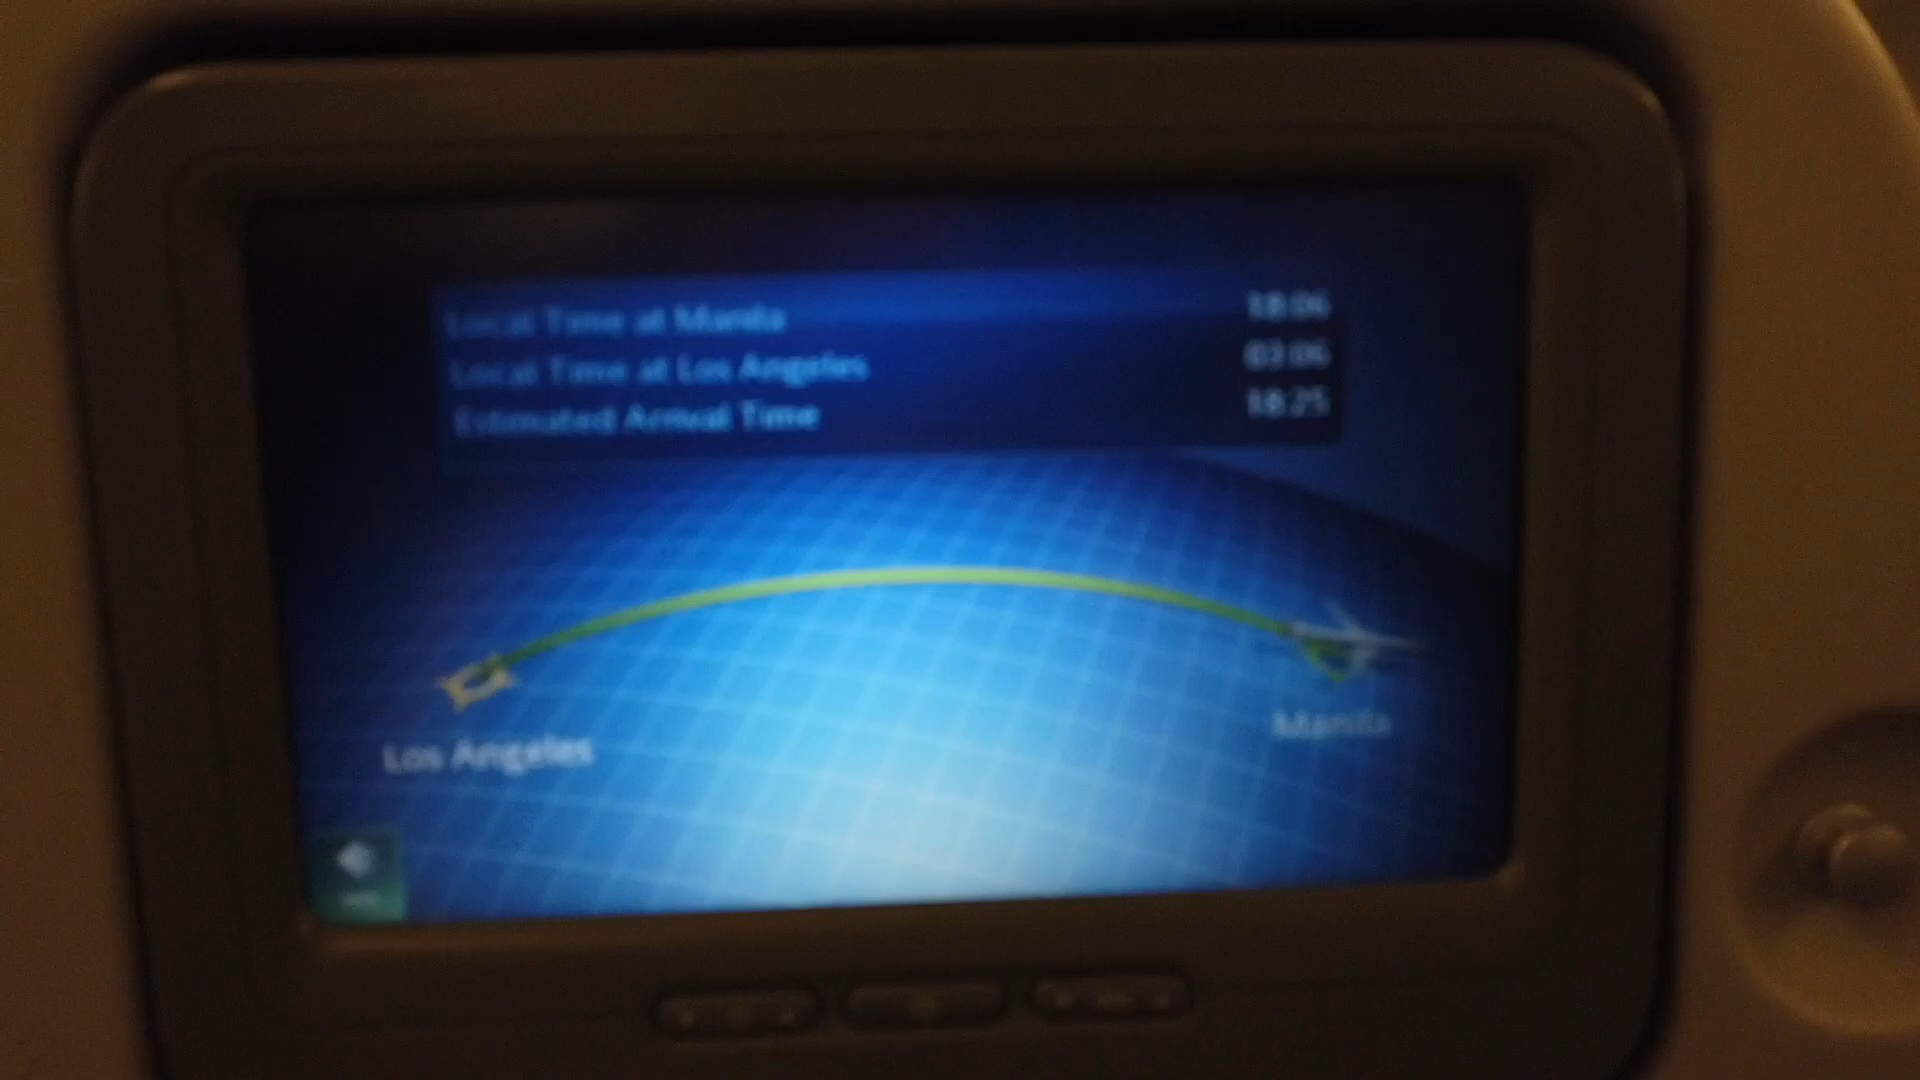 Local Time at Manila 18:06
Local Time at Los Angeles 03:06
Estimated Arrival Time 18:25
Los Angeles
Manila